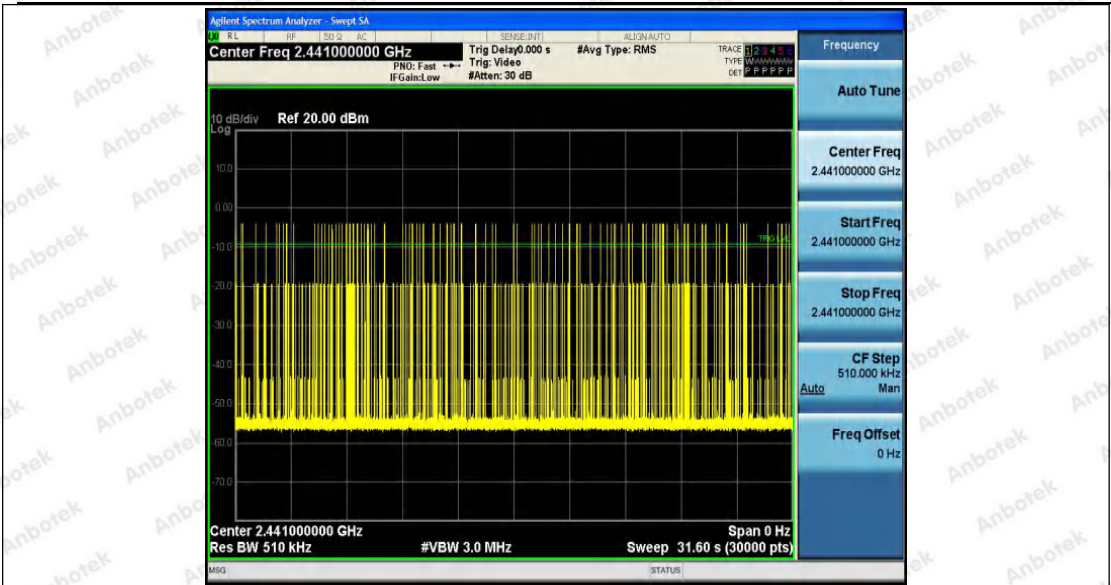 Agilent Spectrum Analyzer - Swept SA
RL RF 50 Ω AC SENSE:INT ALIGN AUTO
Center Freq 2.441000000 GHz
PNO: Fast
IFGain:Low
Trig Delay0.000 s
Trig: Video
#Atten: 30 dB
#Avg Type: RMS
TRACE 1 2 3 4 5 6
TYPE
DET P P P P P P
10 dB/div
Log
Ref 20.00 dBm
10.0
0.00
-10.0
-20.0
-30.0
-40.0
-50.0
-60.0
-70.0
Center 2.441000000 GHz
Span 0 Hz
Res BW 510 kHz
#VBW 3.0 MHz
Sweep 31.60 s (30000 pts)
MSG
STATUS
Frequency
Auto Tune
Center Freq
2.441000000 GHz
Start Freq
2.441000000 GHz
Stop Freq
2.441000000 GHz
CF Step
510.000 kHz
Auto Man
Freq Offset
0 Hz
Anbotek